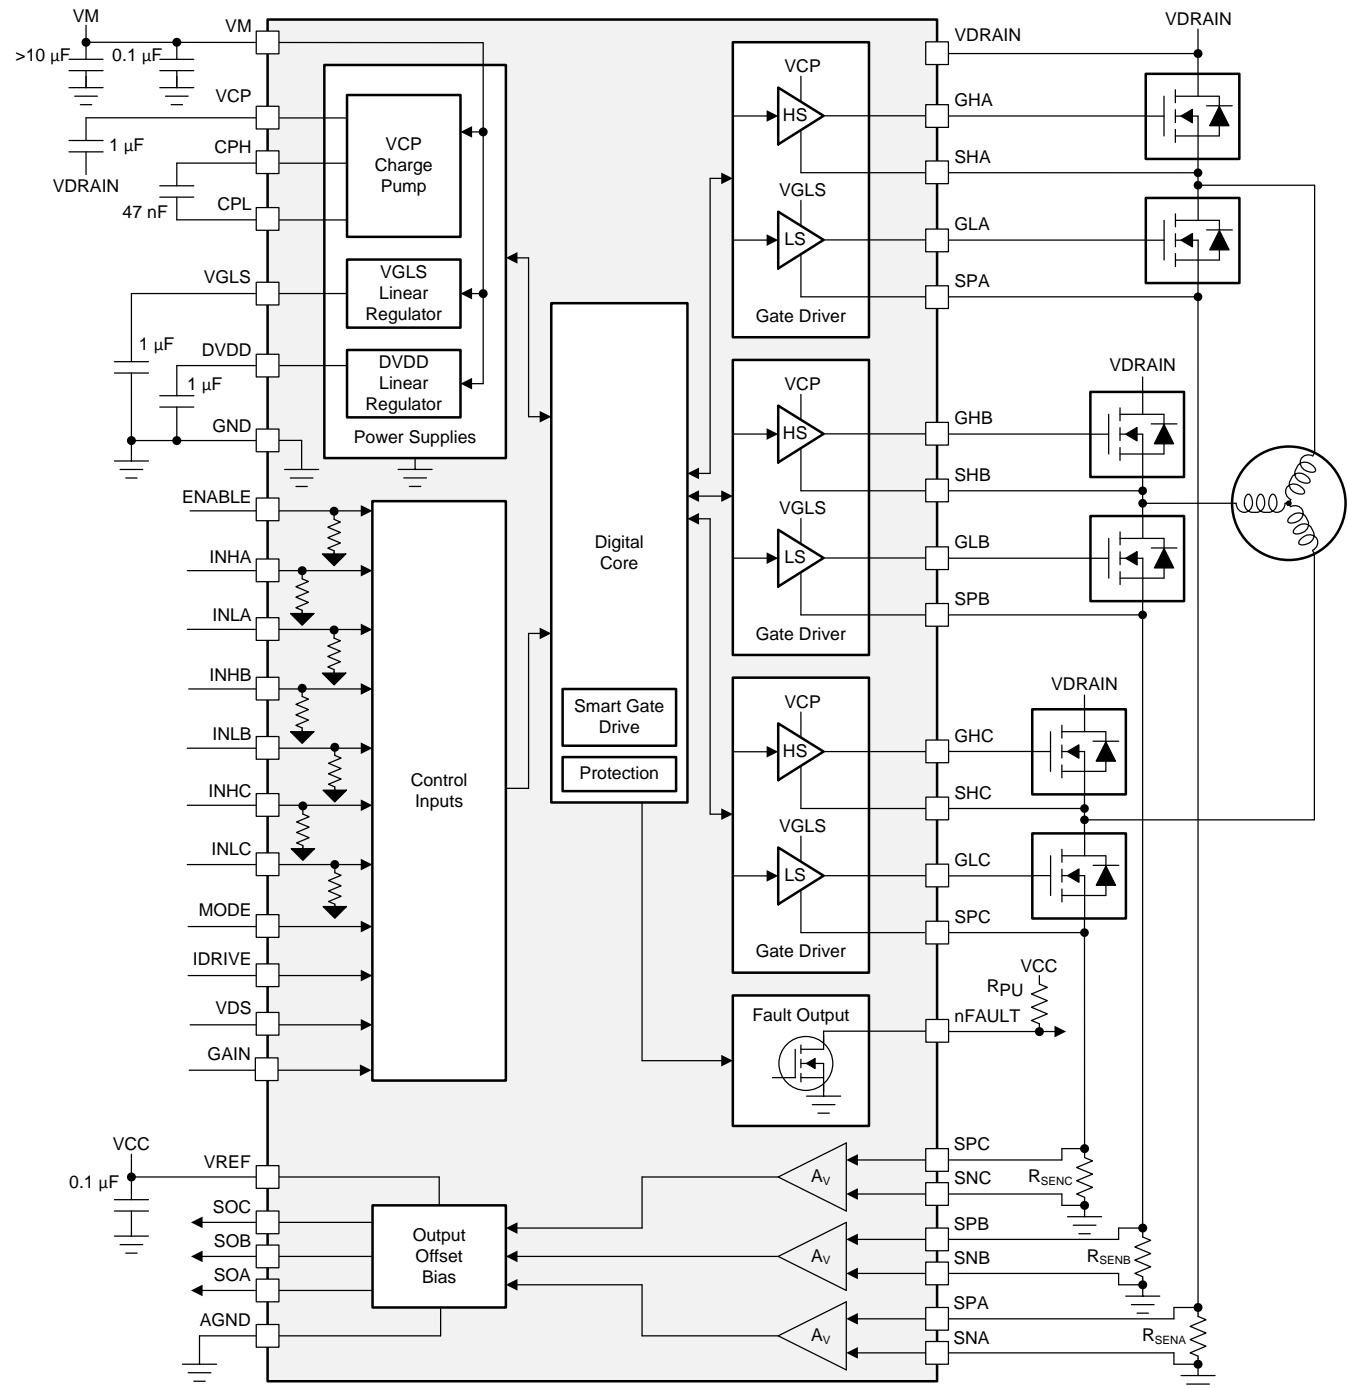 VM
>10 µF
0.1 µF
VM
VCP
1 µF
VDRAIN
CPH
47 nF
CPL
VGLS
1 µF
DVDD
1 µF
GND
VCP
Charge
Pump
VGLS
Linear
Regulator
DVDD
Linear
Regulator
Power Supplies
ENABLE
INHA
INLA
INHB
INLB
INHC
INLC
MODE
IDRIVE
VDS
GAIN
Control
Inputs
Digital
Core
Smart Gate
Drive
Protection
VCP
HS
VGLS
LS
Gate Driver
VCP
HS
VGLS
LS
Gate Driver
VCP
HS
VGLS
LS
Gate Driver
Fault Output
VDRAIN
GHA
SHA
GLA
SPA
VDRAIN
GHB
SHB
GLB
SPB
VDRAIN
GHC
SHC
GLC
SPC
VDRAIN
VCC
RPU
nFAULT
VCC
0.1 µF
VREF
SOC
SOB
SOA
AGND
Output
Offset
Bias
AV
AV
AV
SPC
SNC
RSENC
SPB
SNB
RSENB
SPA
SNA
RSENA